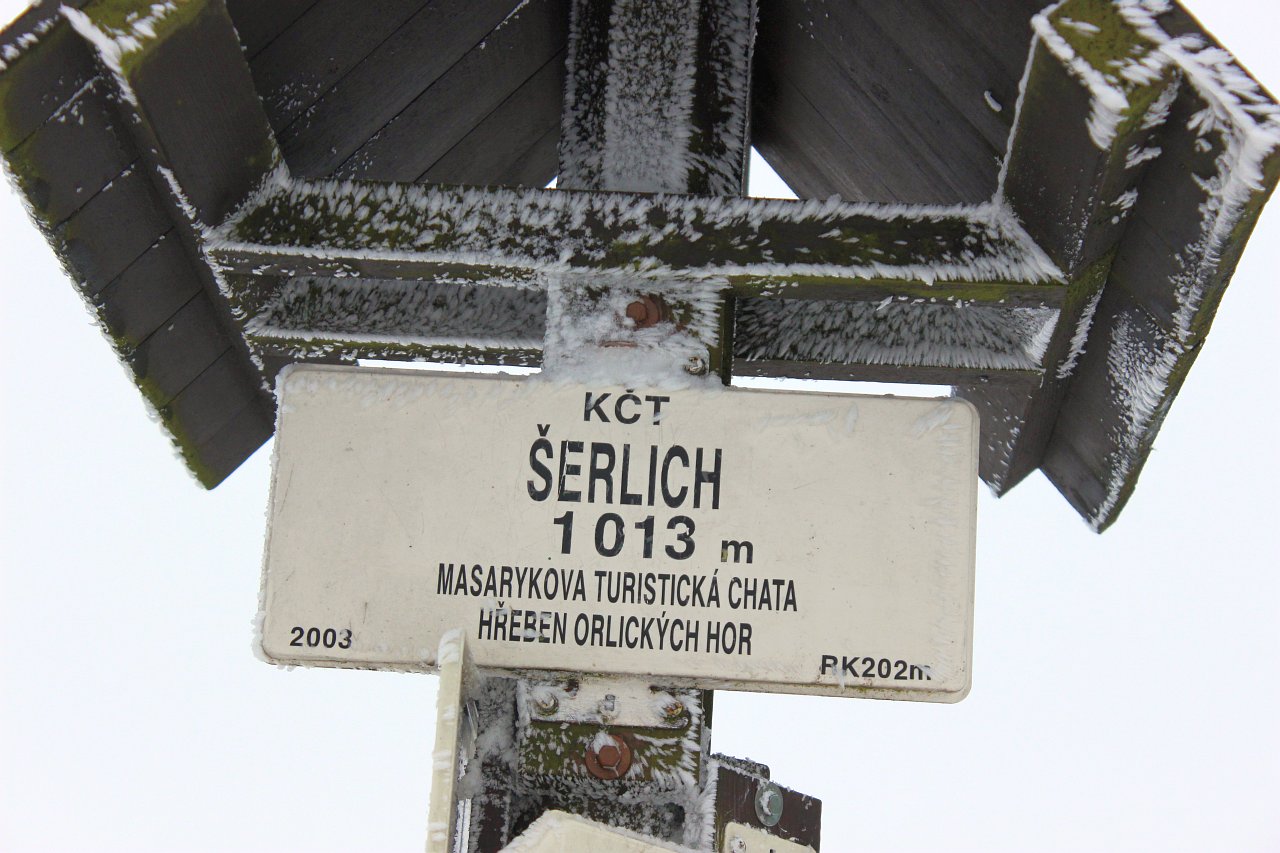 KČT
ŠERLICH
1013 m
MASARYKOVA TURISTICKÁ CHATA
HŘEBEN ORLICKÝCH HOR
2003
RK202m